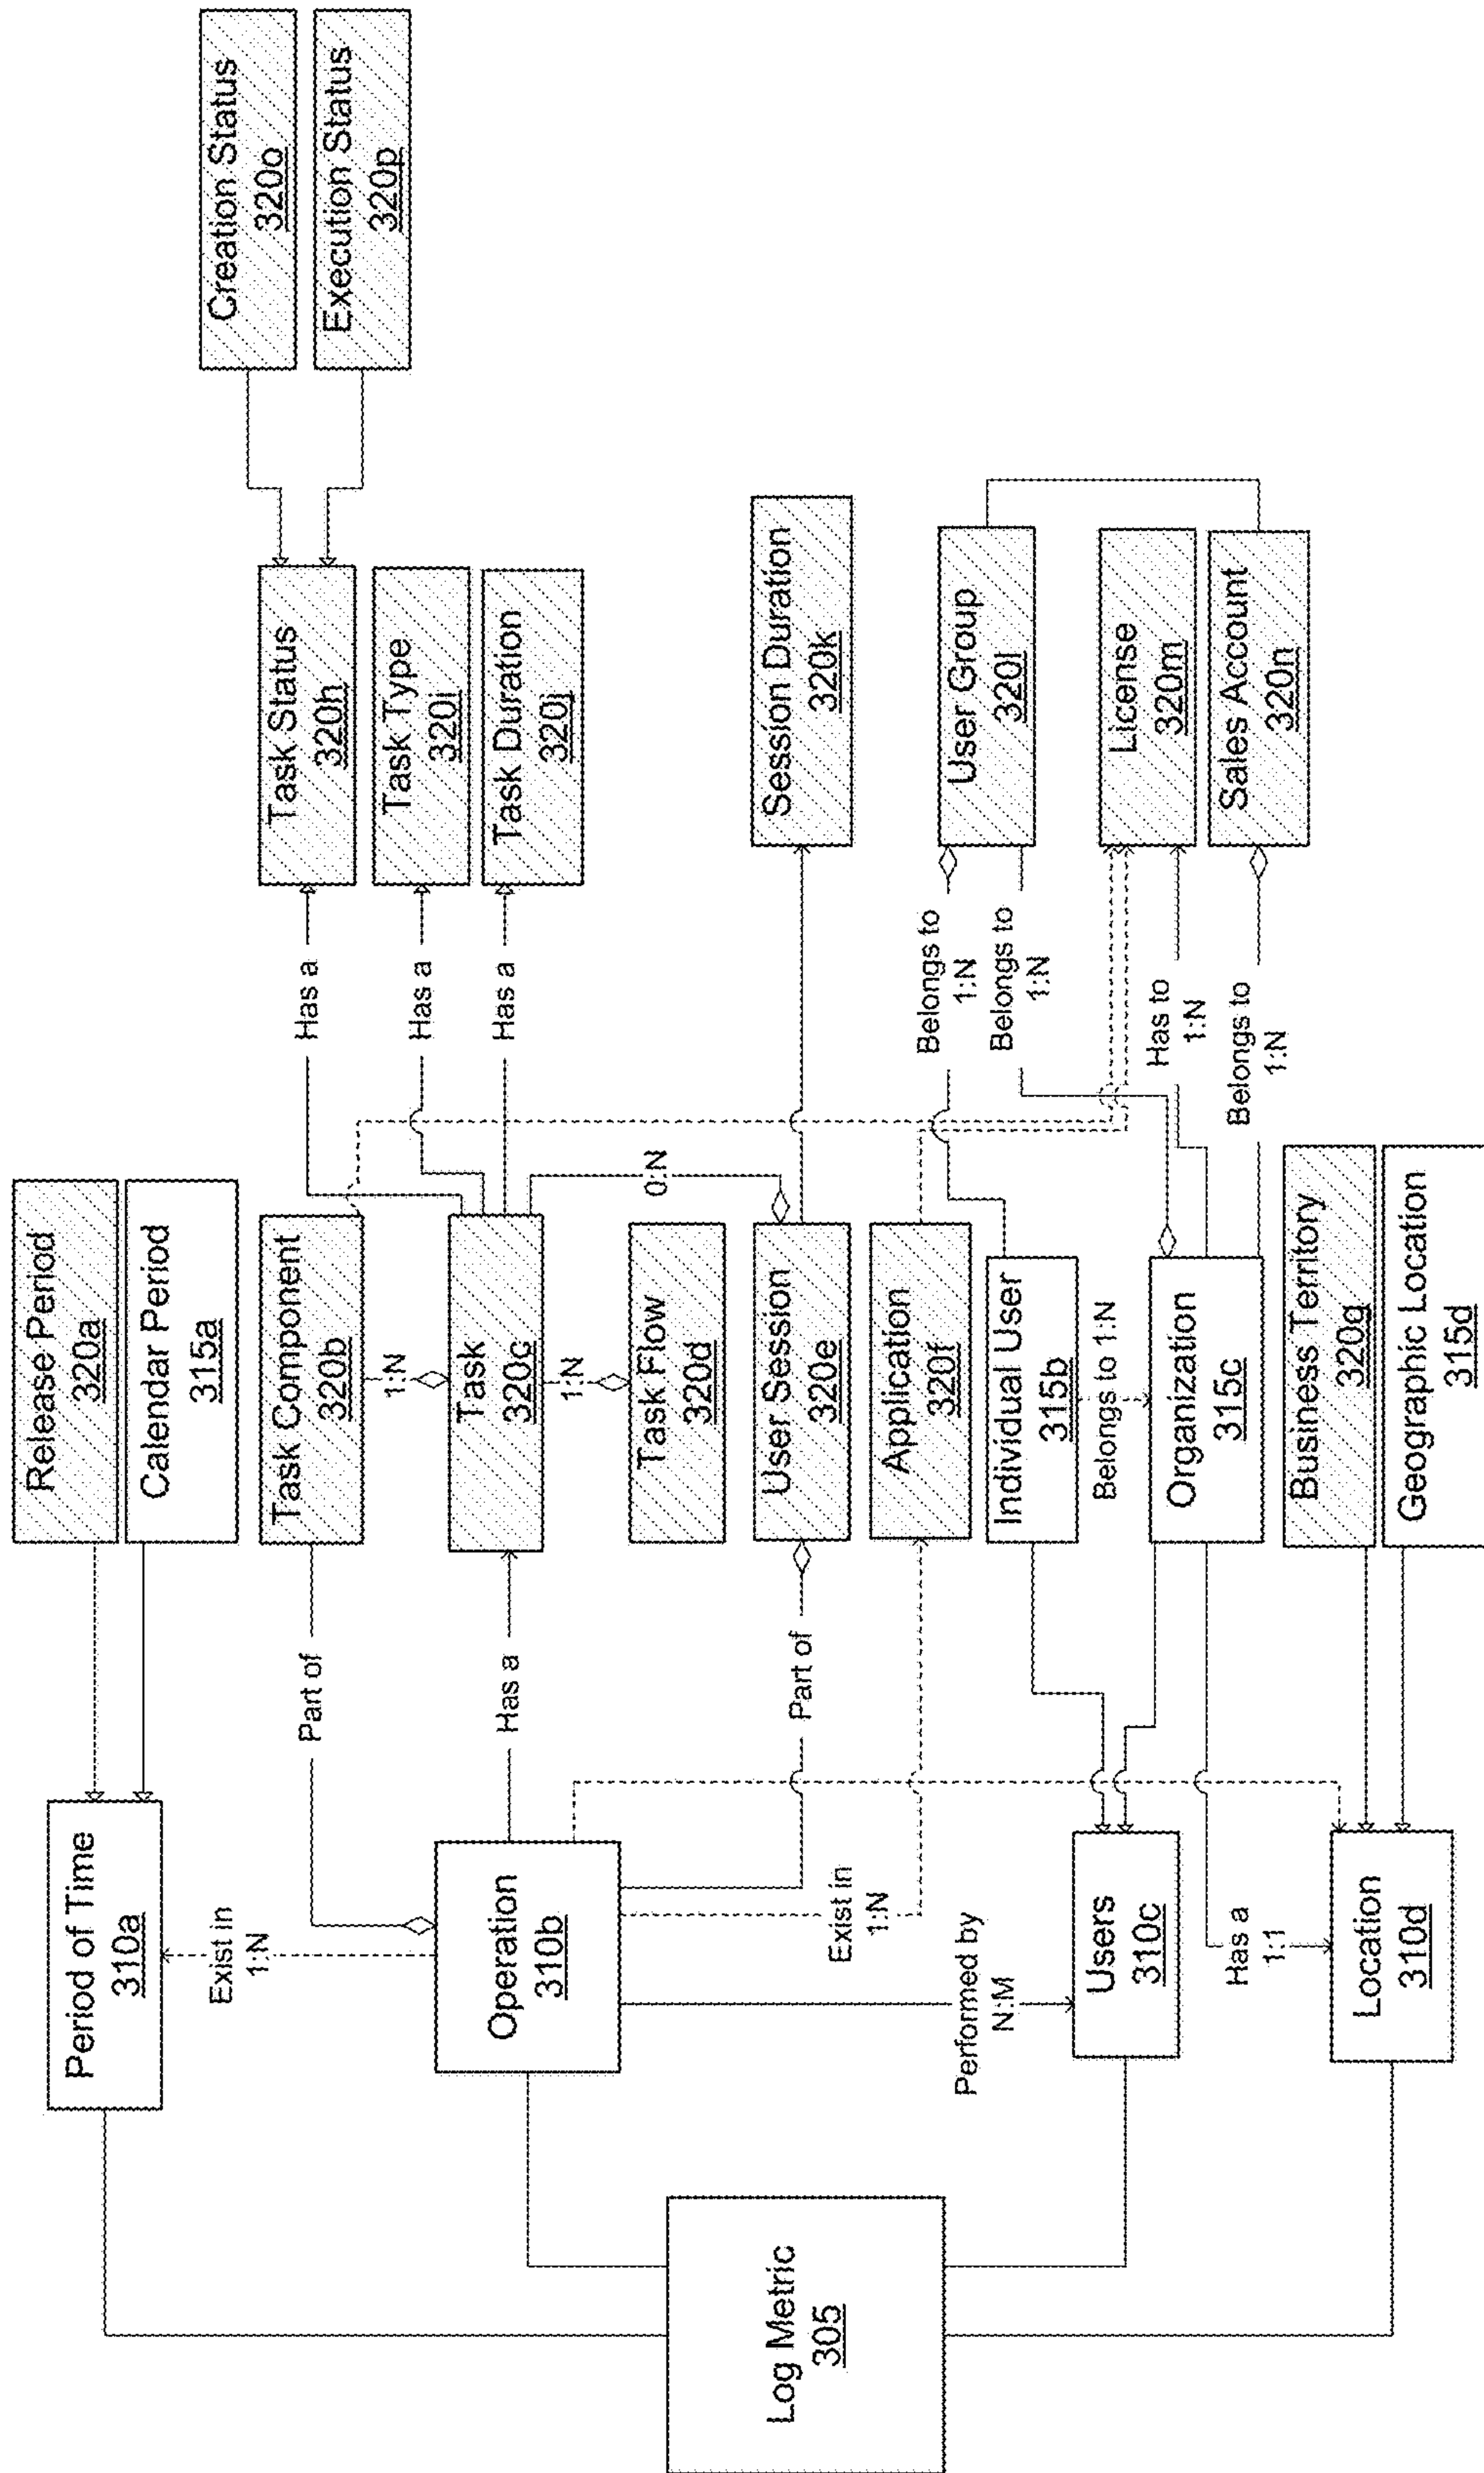 Log Metric
305
Period of Time
310a
Operation
310b
Users
310c
Location
310d
Exist in
1:N
Part of
Has a
Part of
Exist in
1:N
Performed by
N:M
Has a
1:1
Release Period
320a
Calendar Period
315a
Task Component
320b
1:N
Task
320c
1:N
Task Flow
320d
User Session
320e
Application
320f
Individual User
315b
Belongs to 1:N
Organization
315c
Business Territory
320g
Geographic Location
315d
Has a
Has a
Has a
0:N
Belongs to
1:N
Belongs to
1:N
Has to
1:N
Belongs to
1:N
Task Status
320h
Task Type
320i
Task Duration
320j
Session Duration
320k
User Group
320l
License
320m
Sales Account
320n
Creation Status
320o
Execution Status
320p